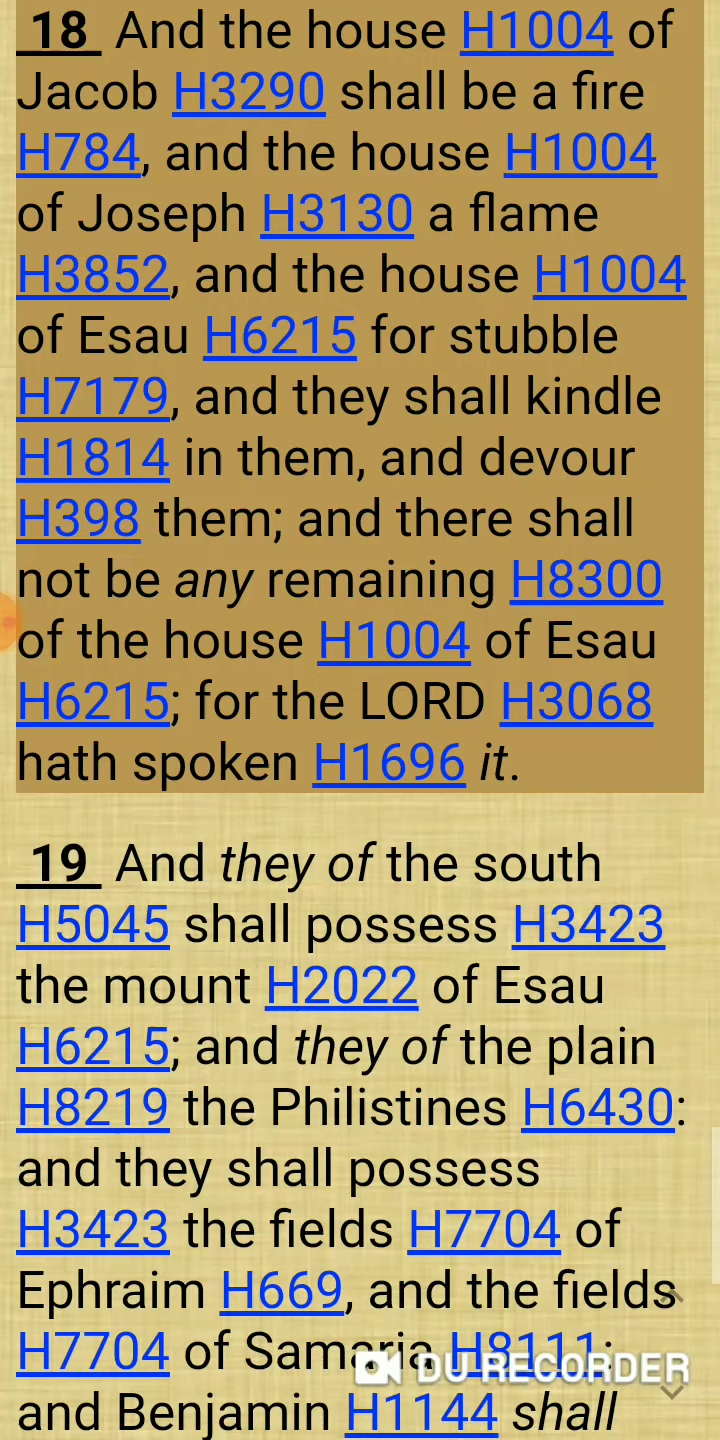 18 And the house H1004 of
Jacob H3290 shall be a fire
H784, and the house H1004
of Joseph H3130 a flame
H3852, and the house H1004
of Esau H6215 for stubble
H7179, and they shall kindle
H1814 in them, and devour
H398 them; and there shall
not be any remaining H8300
of the house H1004 of Esau
H6215; for the LORD H3068
hath spoken H1696 it.
19 And they of the south
H5045 shall possess H3423
the mount H2022 of Esau
H6215; and they of the plain
H8219 the Philistines H6430:
and they shall possess
H3423 the fields H7704 of
Ephraim H669, and the fields
H7704 of Samaria H8111:
DU RECORDER
and Benjamin H1144 shall